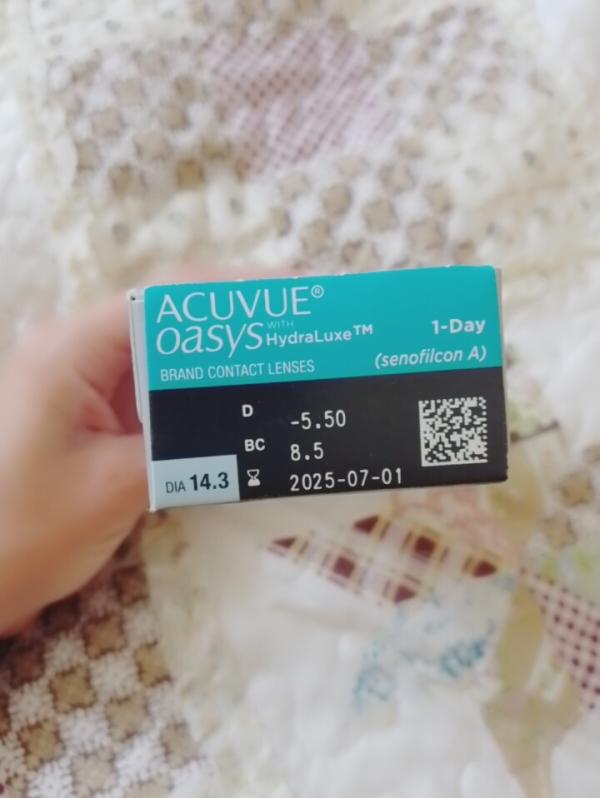 ACUVUE®
oasys WITH HydraLuxe™ 1-Day
BRAND CONTACT LENSES (senofilcon A)
D -5.50
BC 8.5
DIA 14.3 2025-07-01